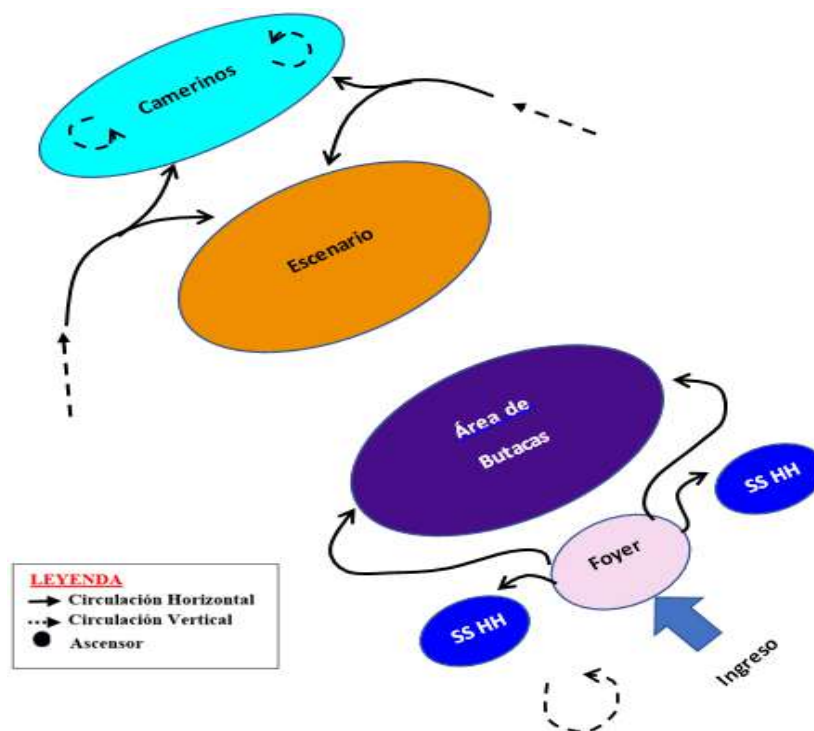 Camerinos
Escenario
Área de
Butacas
SS HH
Foyer
SS HH
Ingreso
LEYENDA
Circulación Horizontal
Circulación Vertical
Ascensor